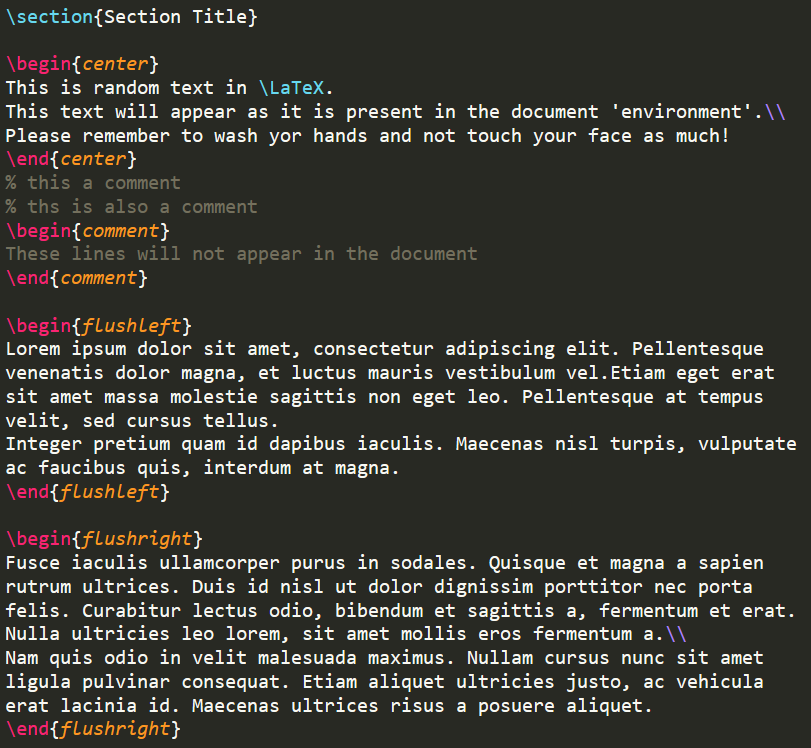 \section{Section Title}
\begin{center}
This is random text in \LaTeX.
This text will appear as it is present in the document 'environment'.\\
Please remember to wash yor hands and not touch your face as much!
\end{center}
% this a comment
% ths is also a comment
\begin{comment}
These lines will not appear in the document
\end{comment}
\begin{flushleft}
Lorem ipsum dolor sit amet, consectetur adipiscing elit. Pellentesque
venenatis dolor magna, et luctus mauris vestibulum vel.Etiam eget erat
sit amet massa molestie sagittis non eget leo. Pellentesque at tempus
velit, sed cursus tellus.
Integer pretium quam id dapibus iaculis. Maecenas nisl turpis, vulputate
ac faucibus quis, interdum at magna.
\end{flushleft}
\begin{flushright}
Fusce iaculis ullamcorper purus in sodales. Quisque et magna a sapien
rutrum ultrices. Duis id nisl ut dolor dignissim porttitor nec porta
felis. Curabitur lectus odio, bibendum et sagittis a, fermentum et erat.
Nulla ultricies leo lorem, sit amet mollis eros fermentum a.\\
Nam quis odio in velit malesuada maximus. Nullam cursus nunc sit amet
ligula pulvinar consequat. Etiam aliquet ultricies justo, ac vehicula
erat lacinia id. Maecenas ultrices risus a posuere aliquet.
\end{flushright}